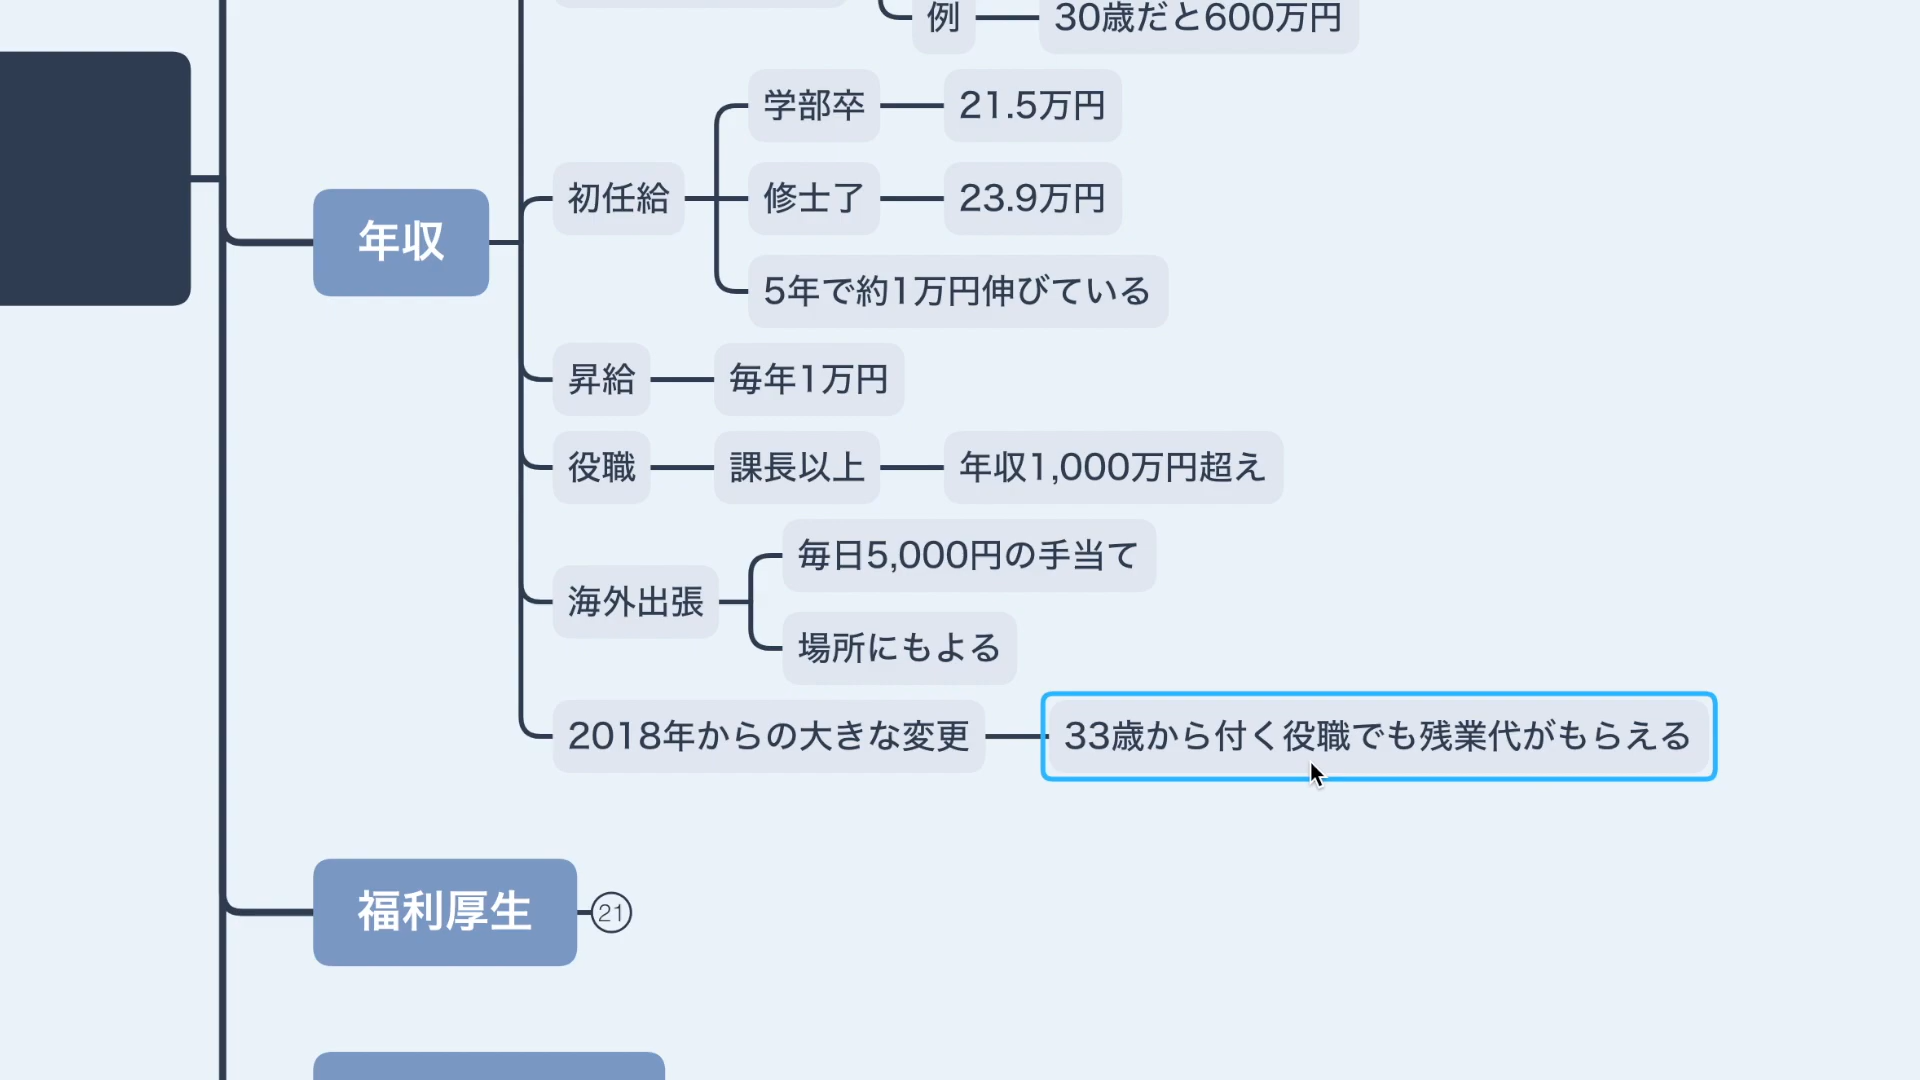 例
30歳だと600万円
学部卒
21.5万円
初任給
修士了
23.9万円
年収
5年で約1万円伸びている
昇給
毎年1万円
役職
課長以上
年収1,000万円超え
毎日5,000円の手当て
海外出張
場所にもよる
2018年からの大きな変更
33歳から付く役職でも残業代がもらえる
福利厚生
21